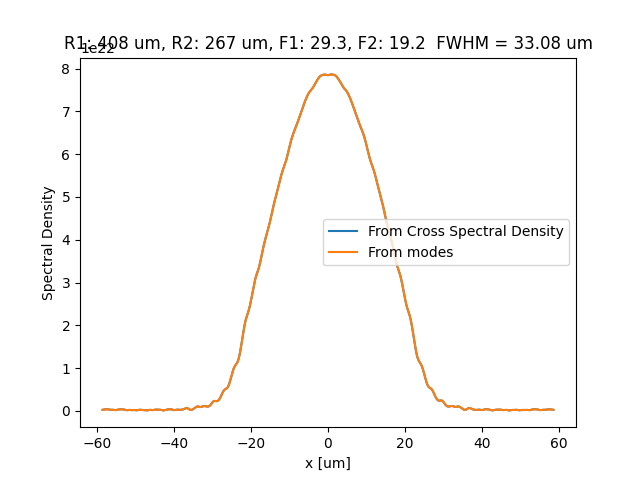 R1: 408 um, R2: 267 um, F1: 29.3, F2: 19.2  FWHM = 33.08 um
1e22
8
7
6
5
4
3
2
1
0
Spectral Density
From Cross Spectral Density
From modes
−60 −40 −20 0 20 40 60
x [um]